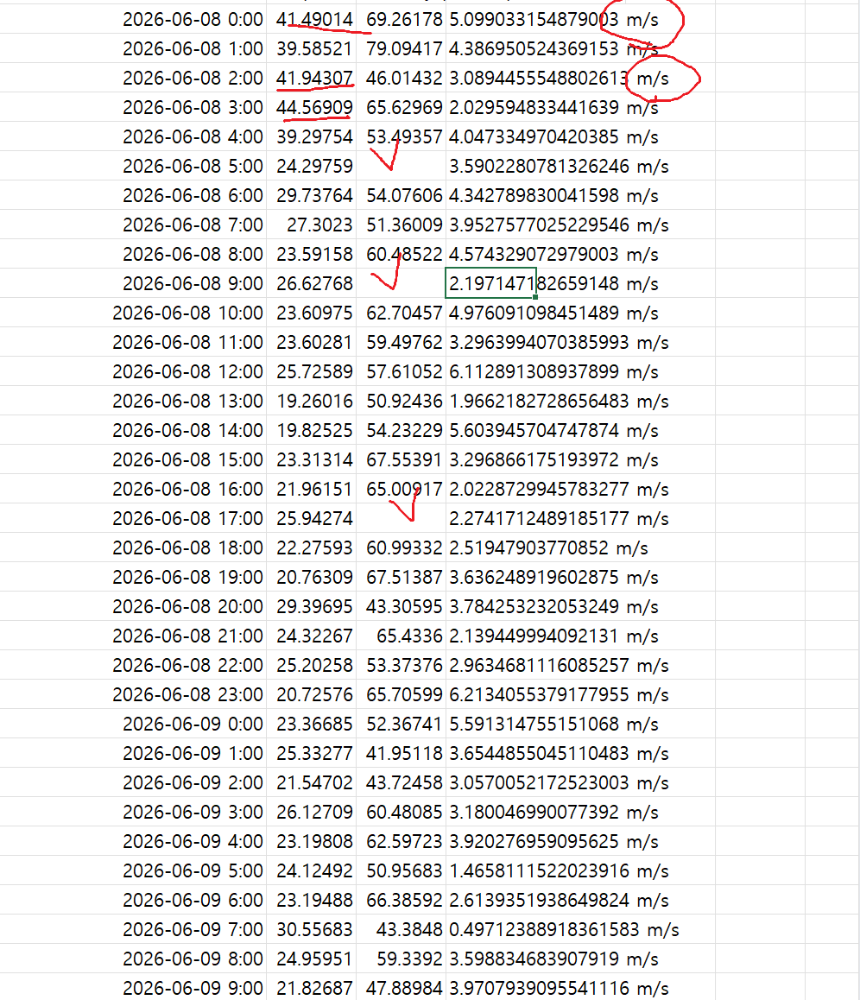 2026-06-08 0:00 41.49014 69.26178 5.099033154879003 m/s
2026-06-08 1:00 39.58521 79.09417 4.386950524369153 m/s
2026-06-08 2:00 41.94307 46.01432 3.0894455548802613 m/s
2026-06-08 3:00 44.56909 65.62969 2.029594833441639 m/s
2026-06-08 4:00 39.29754 53.49357 4.047334970420385 m/s
2026-06-08 5:00 24.29759 3.5902280781326246 m/s
2026-06-08 6:00 29.73764 54.07606 4.342789830041598 m/s
2026-06-08 7:00 27.3023 51.36009 3.9527577025229546 m/s
2026-06-08 8:00 23.59158 60.48522 4.574329072979003 m/s
2026-06-08 9:00 26.62768 2.197147182659148 m/s
2026-06-08 10:00 23.60975 62.70457 4.976091098451489 m/s
2026-06-08 11:00 23.60281 59.49762 3.2963994070385993 m/s
2026-06-08 12:00 25.72589 57.61052 6.112891308937899 m/s
2026-06-08 13:00 19.26016 50.92436 1.9662182728656483 m/s
2026-06-08 14:00 19.82525 54.23229 5.603945704747874 m/s
2026-06-08 15:00 23.31314 67.55391 3.296866175193972 m/s
2026-06-08 16:00 21.96151 65.00917 2.0228729945783277 m/s
2026-06-08 17:00 25.94274 2.2741712489185177 m/s
2026-06-08 18:00 22.27593 60.99332 2.51947903770852 m/s
2026-06-08 19:00 20.76309 67.51387 3.636248919602875 m/s
2026-06-08 20:00 29.39695 43.30595 3.784253232053249 m/s
2026-06-08 21:00 24.32267 65.4336 2.139449994092131 m/s
2026-06-08 22:00 25.20258 53.37376 2.9634681116085257 m/s
2026-06-08 23:00 20.72576 65.70599 6.2134055379177955 m/s
2026-06-09 0:00 23.36685 52.36741 5.591314755151068 m/s
2026-06-09 1:00 25.33277 41.95118 3.6544855045110483 m/s
2026-06-09 2:00 21.54702 43.72458 3.0570052172523003 m/s
2026-06-09 3:00 26.12709 60.48085 3.180046990077392 m/s
2026-06-09 4:00 23.19808 62.59723 3.920276959095625 m/s
2026-06-09 5:00 24.12492 50.95683 1.4658111522023916 m/s
2026-06-09 6:00 23.19488 66.38592 2.6139351938649824 m/s
2026-06-09 7:00 30.55683 43.3848 0.49712388918361583 m/s
2026-06-09 8:00 24.95951 59.3392 3.598834683907919 m/s
2026-06-09 9:00 21.82687 47.88984 3.9707939095541116 m/s